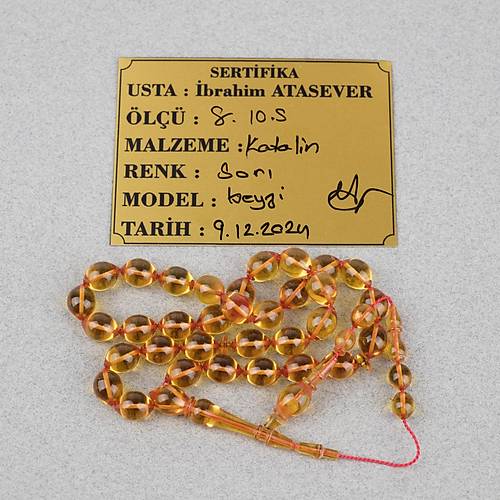 SERTİFİKA
USTA : İbrahim ATASEVER
ÖLÇÜ : 8. 10.5
MALZEME : Katalin
RENK : Sarı
MODEL : beyzi
TARİH : 9.12.2024